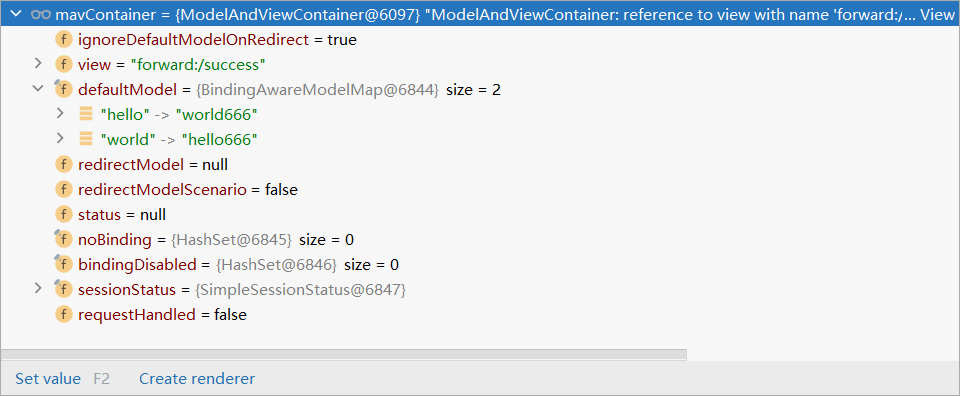 mavContainer = {ModelAndViewContainer@6097} "ModelAndViewContainer: reference to view with name 'forward:/... View
f ignoreDefaultModelOnRedirect = true
f view = "forward:/success"
f defaultModel = {BindingAwareModelMap@6844} size = 2
"hello" -> "world666"
"world" -> "hello666"
f redirectModel = null
f redirectModelScenario = false
f status = null
f noBinding = {HashSet@6845} size = 0
f bindingDisabled = {HashSet@6846} size = 0
f sessionStatus = {SimpleSessionStatus@6847}
f requestHandled = false
Set value F2 Create renderer